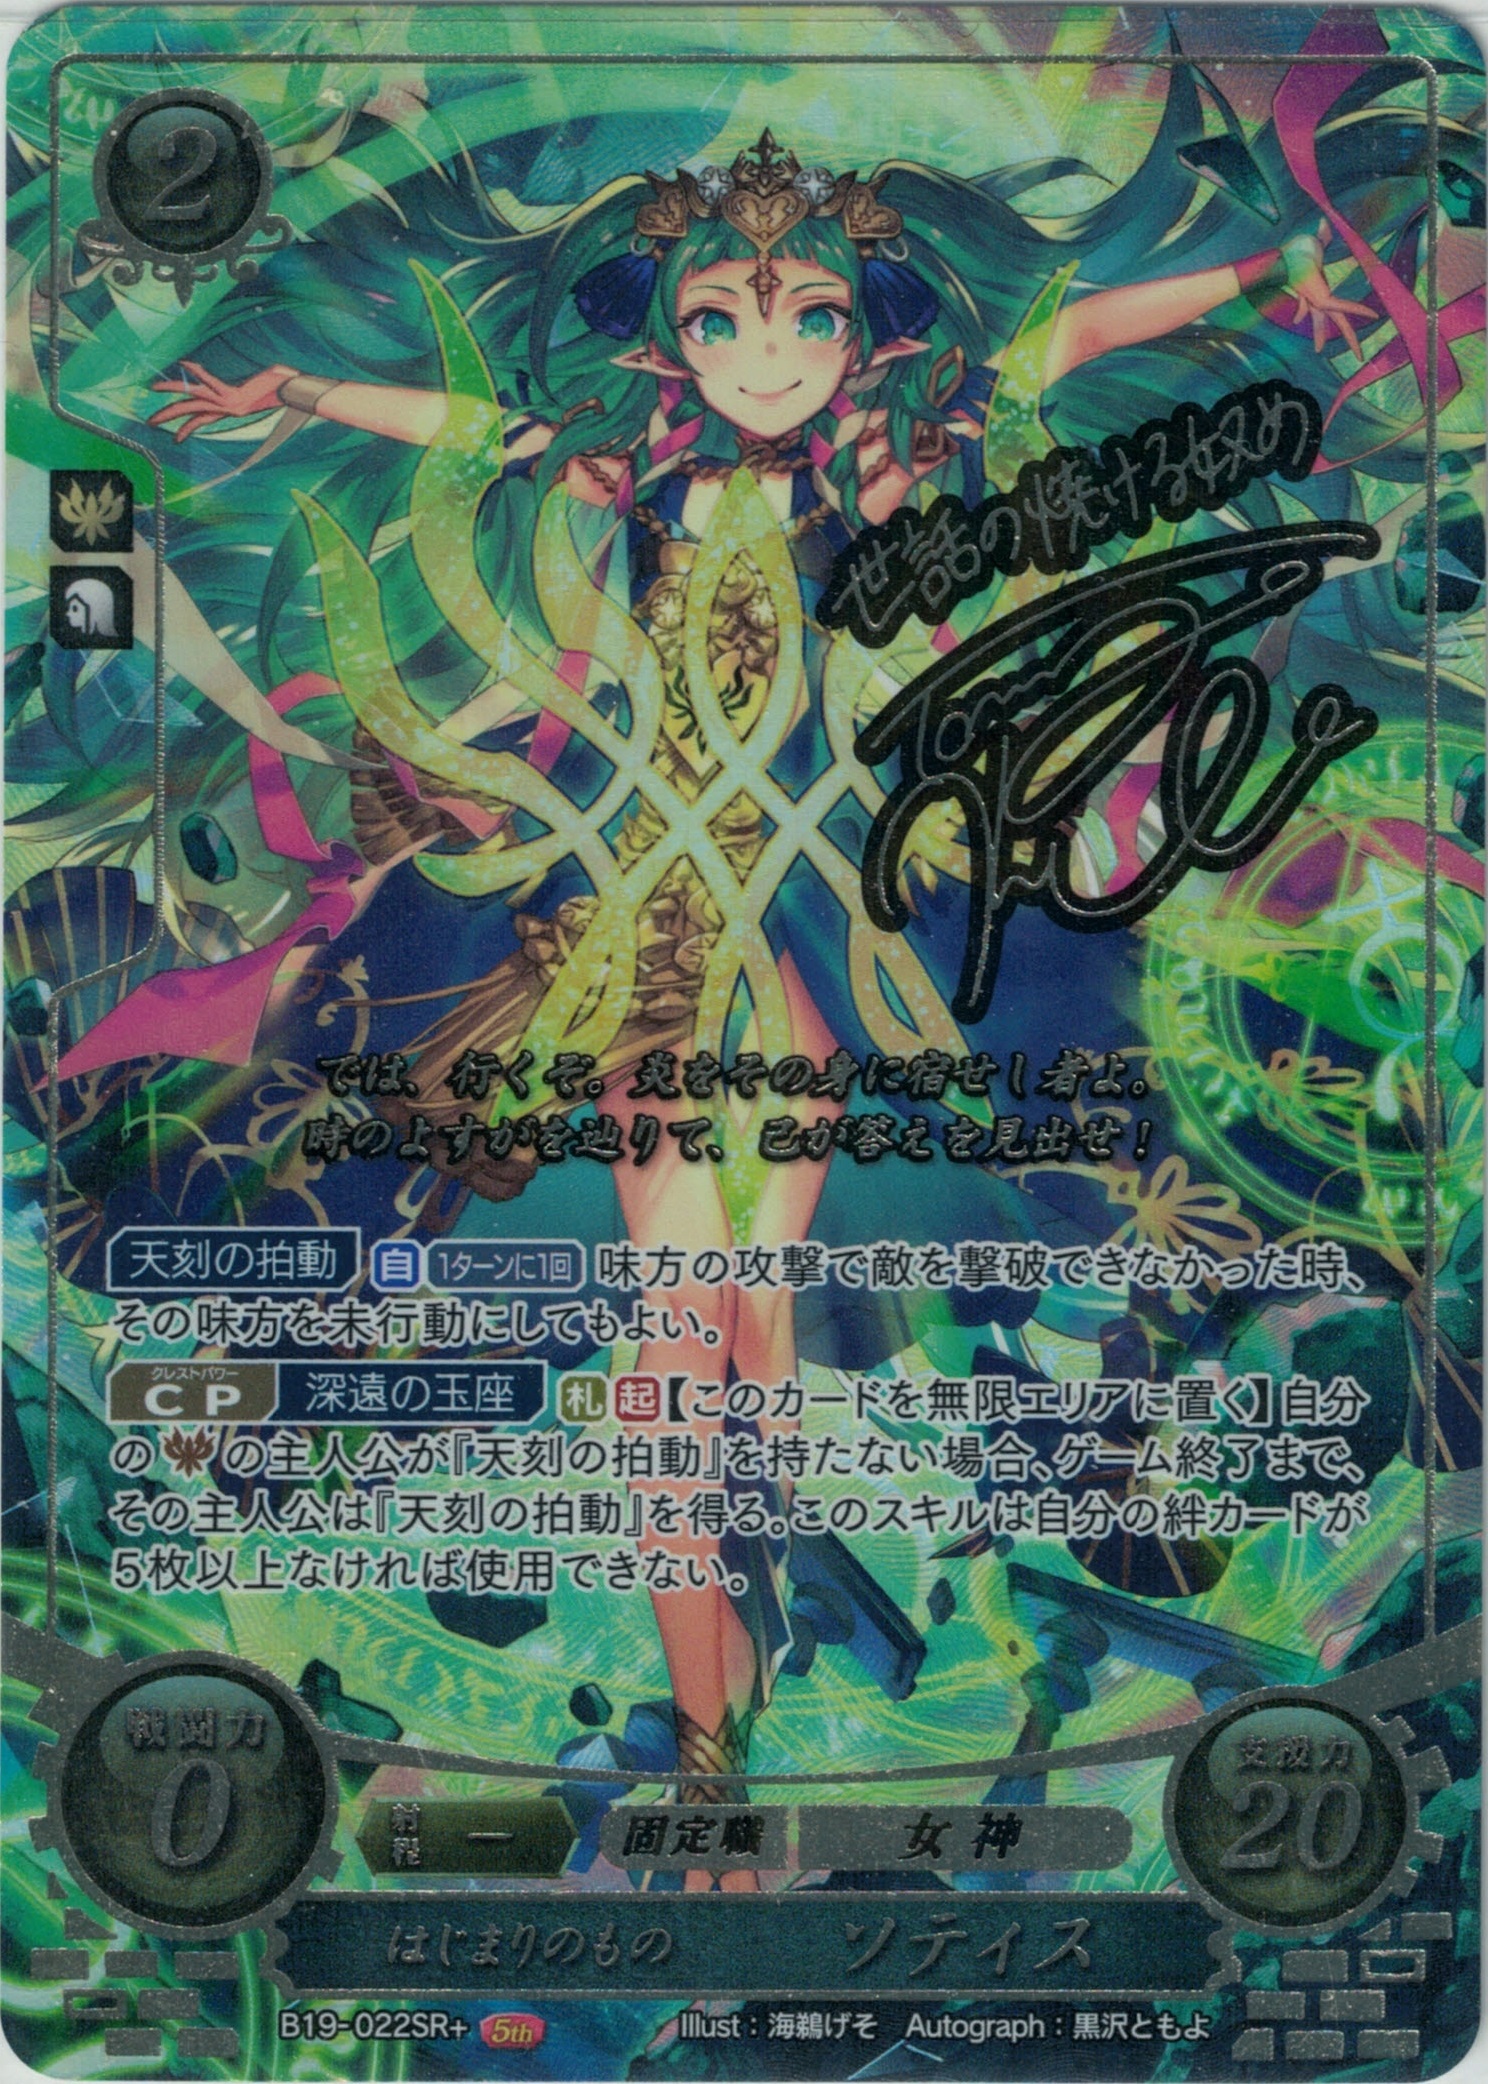 2
世話の焼ける奴め
では、行くぞ。炎をその身に宿せし者よ。
時のよすがを辿りて、己が答えを見出せ！
天刻の拍動 自 1ターンに1回 味方の攻撃で敵を撃破できなかった時、
その味方を未行動にしてもよい。
クレストパワー
CP 深遠の玉座 札 起【このカードを無限エリアに置く】自分
の の主人公が『天刻の拍動』を持たない場合、ゲーム終了まで、
その主人公は『天刻の拍動』を得る。このスキルは自分の絆カードが
5枚以上なければ使用できない。
戦闘力
0
射程 —
固定職 女神
支援力
20
はじまりのもの ソティス
B19-022SR+ 5th Illust：海鵜げそ Autograph：黒沢ともよ